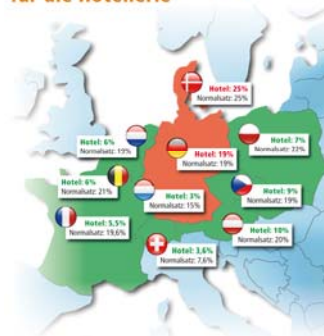 für die Hotellerie
Hotel: 25%
Normalsatz: 25%
Hotel: 6%
Normalsatz: 19%
Hotel: 7%
Normalsatz: 22%
Hotel: 19%
Normalsatz: 19%
Hotel: 6%
Normalsatz: 21%
Hotel: 3%
Normalsatz: 15%
Hotel: 9%
Normalsatz: 19%
Hotel: 5,5%
Normalsatz: 19,6%
Hotel: 10%
Normalsatz: 20%
Hotel: 3,6%
Normalsatz: 7,6%